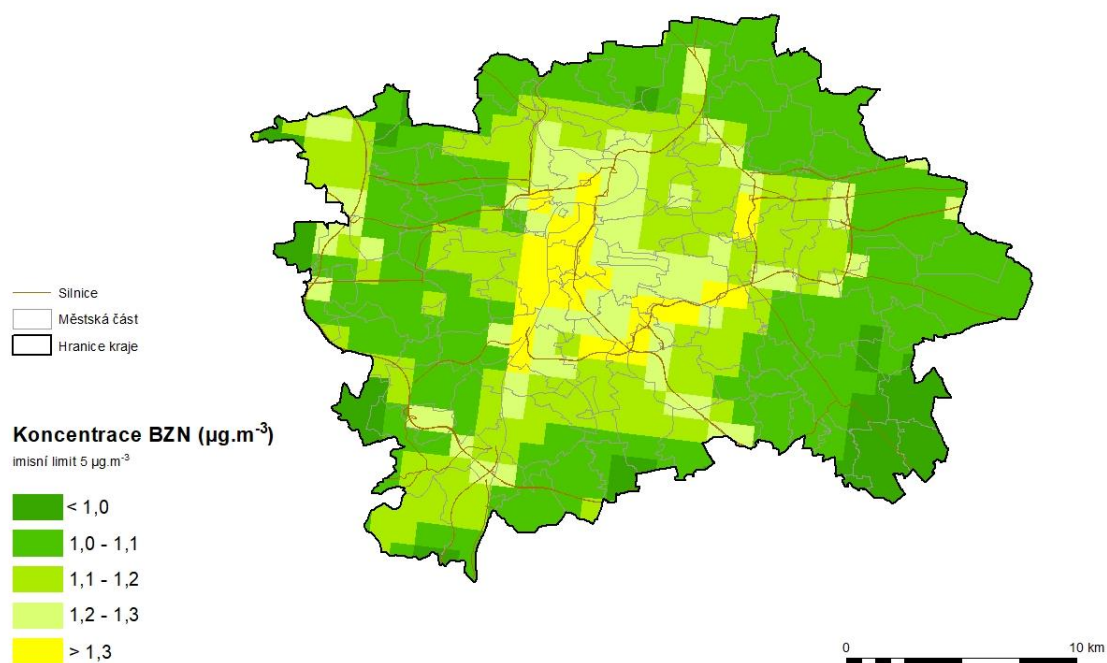 Silnice
Městská část
Hranice kraje
Koncentrace BZN (µg.m⁻³)
imisní limit 5 µg.m⁻³
< 1,0
1,0 - 1,1
1,1 - 1,2
1,2 - 1,3
> 1,3
0 10 km